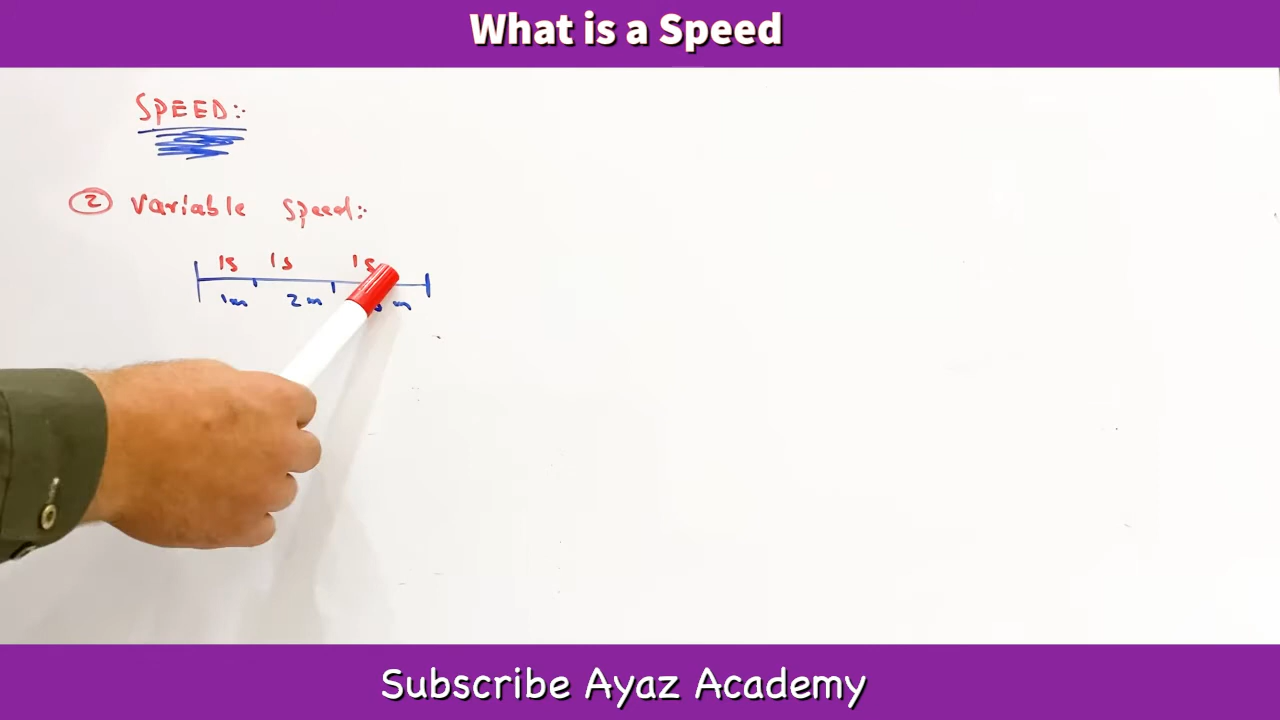 What is a Speed
SPEED:-
2 Variable Speed:-
1s 1s 1s
1m 2m m
Subscribe Ayaz Academy